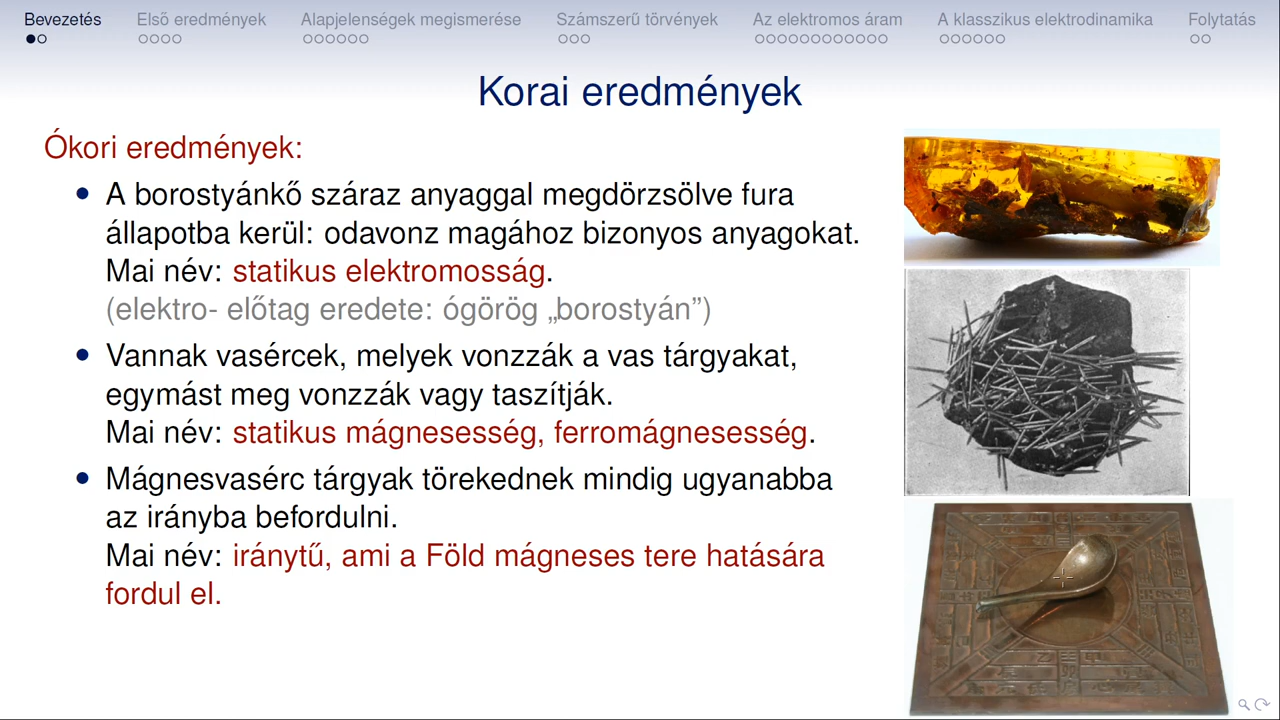 Bevezetés Első eredmények Alapjelenségek megismerése Számszerű törvények Az elektromos áram A klasszikus elektrodinamika Folytatás
Korai eredmények
Ókori eredmények:
A borostyánkő száraz anyaggal megdörzsölve fura
állapotba kerül: odavonz magához bizonyos anyagokat.
Mai név: statikus elektromosság.
(elektro- előtag eredete: ógörög „borostyán”)
Vannak vasércek, melyek vonzzák a vas tárgyakat,
egymást meg vonzzák vagy taszítják.
Mai név: statikus mágnesesség, ferromágnesesség.
Mágnesvasérc tárgyak törekednek mindig ugyanabba
az irányba befordulni.
Mai név: iránytű, ami a Föld mágneses tere hatására
fordul el.